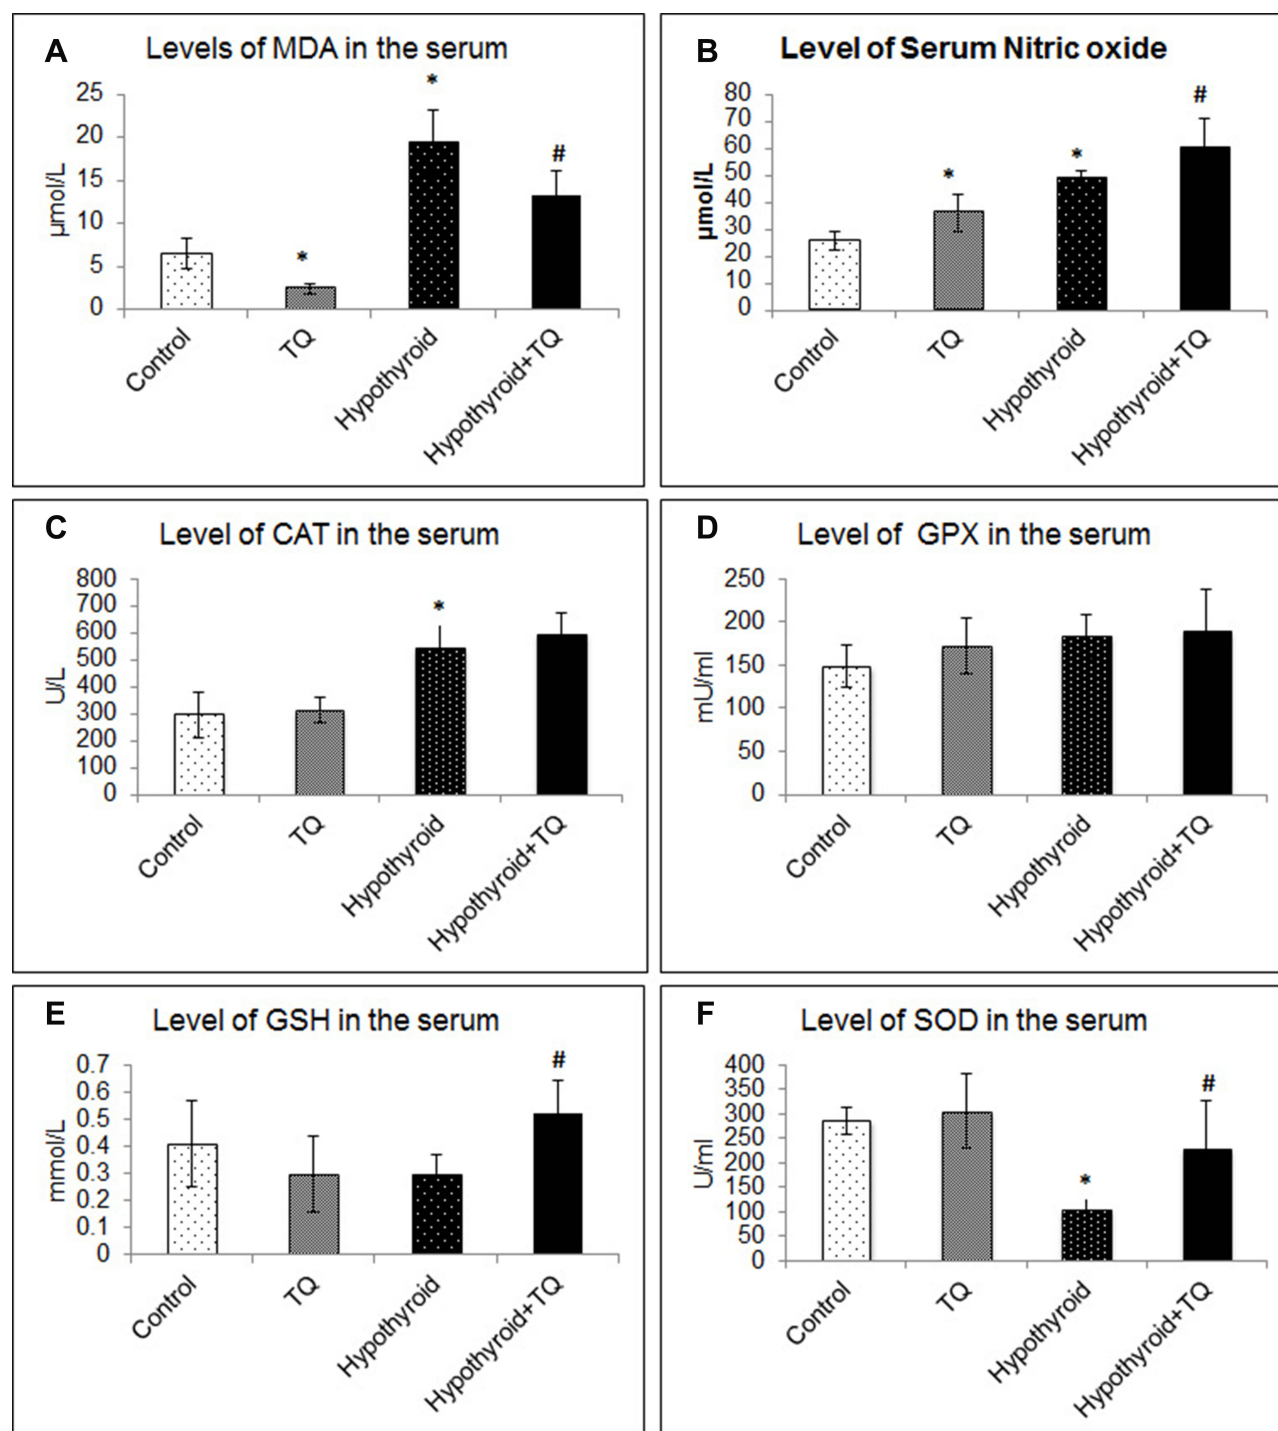 A
Levels of MDA in the serum
*
25
20
15
10
5
0
µmol/L
*
#
Control
TQ
Hypothyroid
Hypothyroid+TQ
B
Level of Serum Nitric oxide
80
70
60
50
40
30
20
10
0
µmol/L
*
*
#
Control
TQ
Hypothyroid
Hypothyroid+TQ
C
Level of CAT in the serum
800
700
600
500
400
300
200
100
0
U/L
*
Control
TQ
Hypothyroid
Hypothyroid+TQ
D
Level of GPX in the serum
250
200
150
100
50
0
mU/ml
Control
TQ
Hypothyroid
Hypothyroid+TQ
E
Level of GSH in the serum
0.7
0.6
0.5
0.4
0.3
0.2
0.1
0
mmol/L
#
Control
TQ
Hypothyroid
Hypothyroid+TQ
F
Level of SOD in the serum
400
350
300
250
200
150
100
50
0
U/ml
*
#
Control
TQ
Hypothyroid
Hypothyroid+TQ